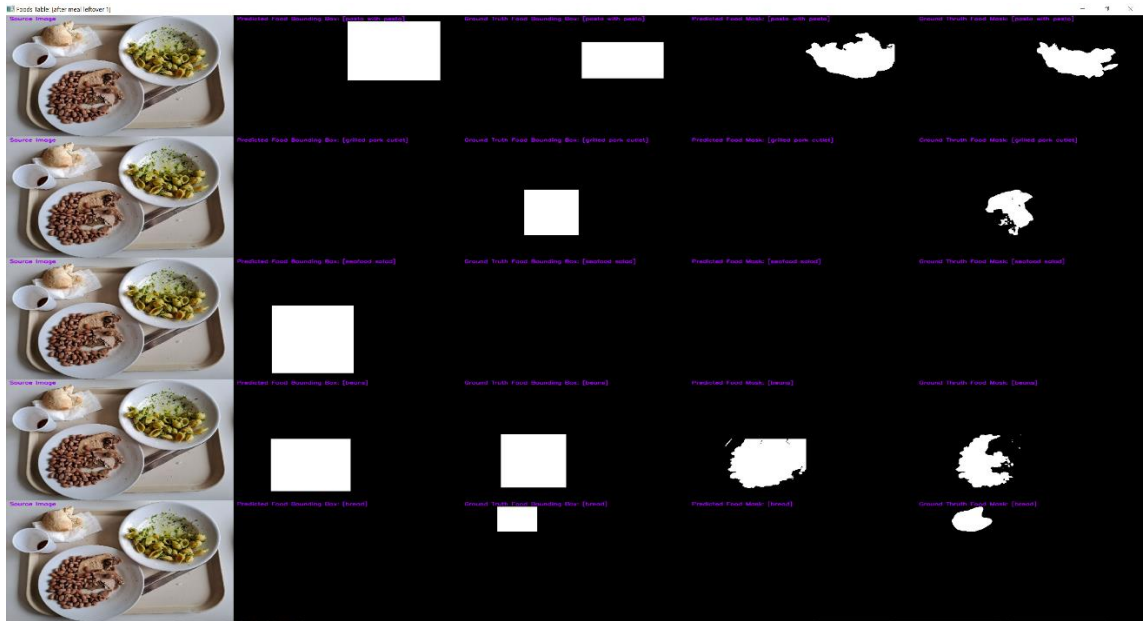 Foods Table: (after meal leftover 1)
Source Image Predicted Food Bounding Box: [pasta with pesto] Ground Truth Food Bounding Box: [pasta with pesto] Predicted Food Mask: [pasta with pesto] Ground Thruth Food Mask: [pasta with pesto]
Source Image Predicted Food Bounding Box: [grilled pork cutlet] Ground Truth Food Bounding Box: [grilled pork cutlet] Predicted Food Mask: [grilled pork cutlet] Ground Thruth Food Mask: [grilled pork cutlet]
Source Image Predicted Food Bounding Box: [seafood salad] Ground Truth Food Bounding Box: [seafood salad] Predicted Food Mask: [seafood salad] Ground Thruth Food Mask: [seafood salad]
Source Image Predicted Food Bounding Box: [beans] Ground Truth Food Bounding Box: [beans] Predicted Food Mask: [beans] Ground Thruth Food Mask: [beans]
Source Image Predicted Food Bounding Box: [bread] Ground Truth Food Bounding Box: [bread] Predicted Food Mask: [bread] Ground Thruth Food Mask: [bread]